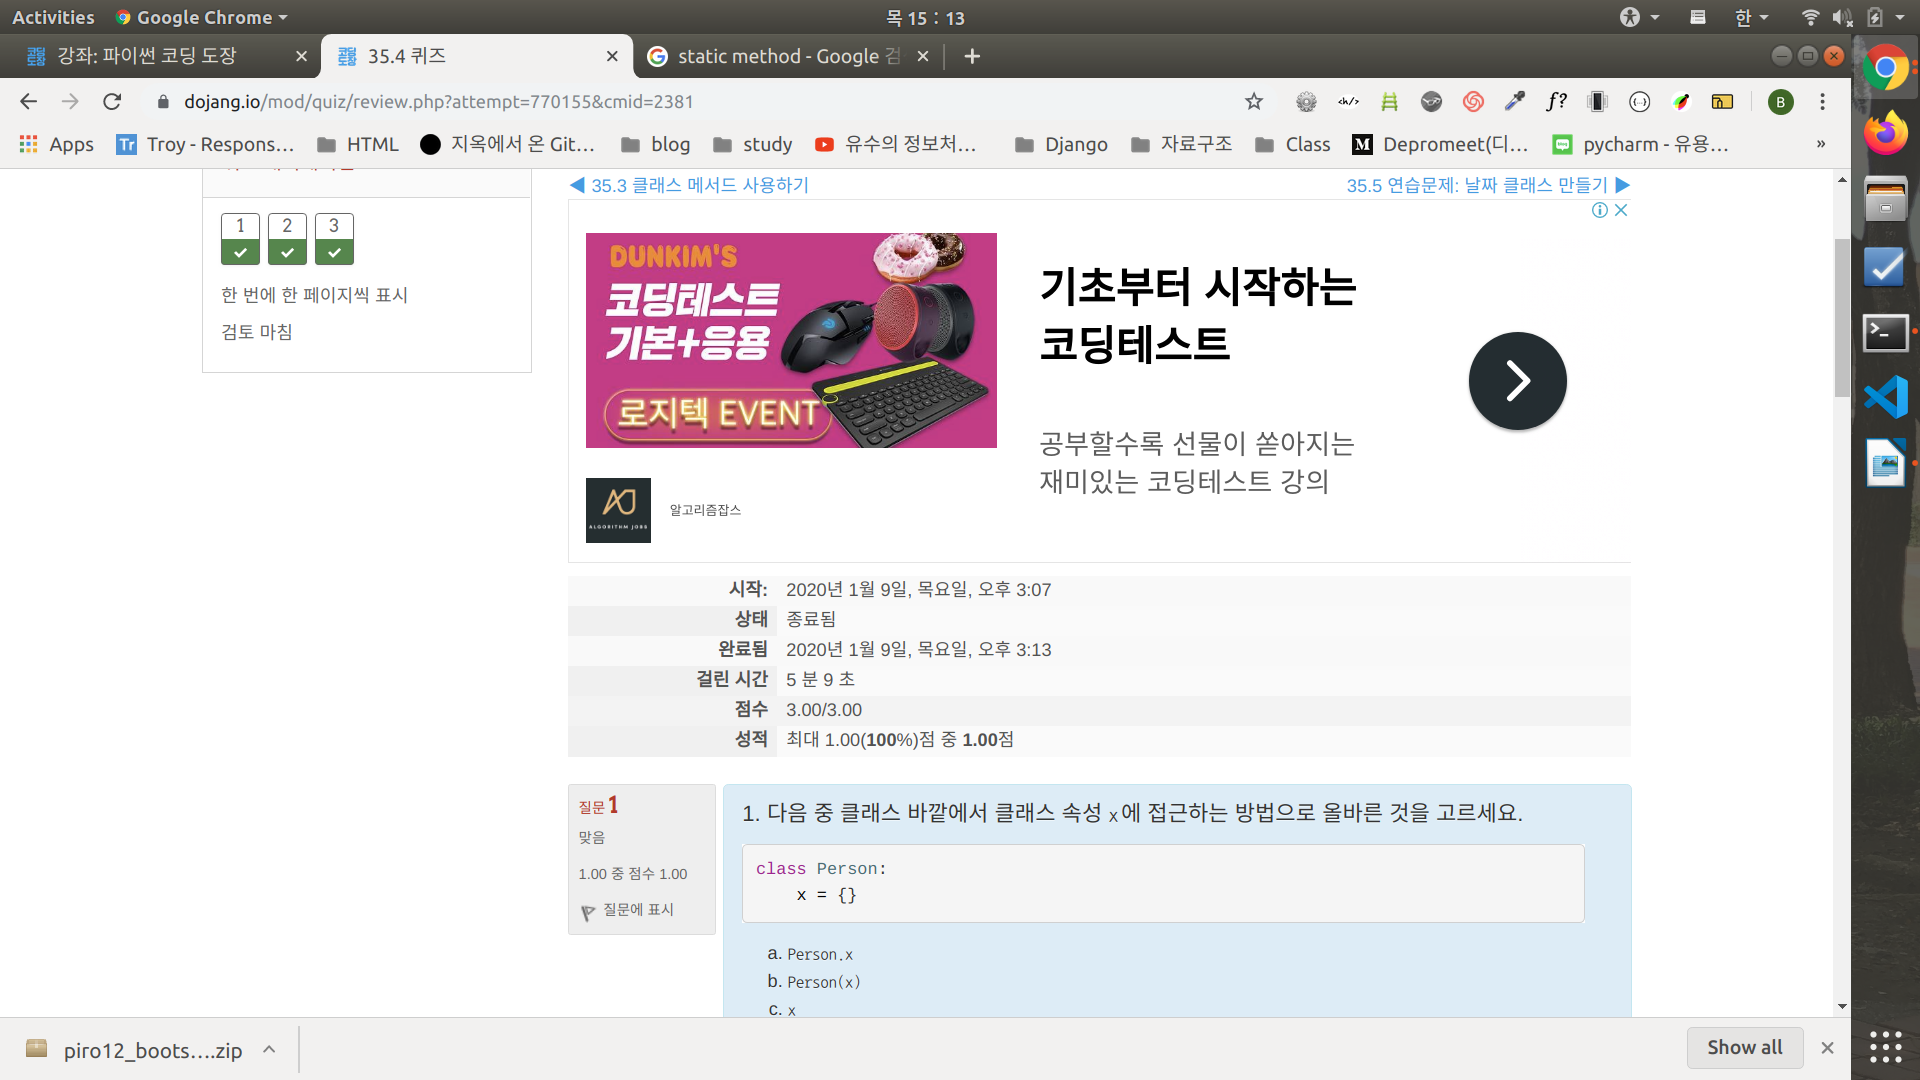 Activities
Google Chrome
목 15 : 13
한
강좌: 파이썬 코딩 도장
35.4 퀴즈
static method - Google 검
dojang.io/mod/quiz/review.php?attempt=770155&cmid=2381
<h/>
f?
{...}
B
Apps
Tr Troy - Respons...
HTML
지옥에서 온 Git...
blog
study
유수의 정보처...
Django
자료구조
Class
M Depromeet(디...
pycharm - 유용...
»
1 2 3
한 번에 한 페이지씩 표시
검토 마침
◀ 35.3 클래스 메서드 사용하기
35.5 연습문제: 날짜 클래스 만들기 ▶
DUNKIM'S
코딩테스트
기본+응용
로지텍 EVENT
기초부터 시작하는
코딩테스트
공부할수록 선물이 쏟아지는
재미있는 코딩테스트 강의
AJ
ALGORITHM JOBS
알고리즘잡스
시작: 2020년 1월 9일, 목요일, 오후 3:07
상태 종료됨
완료됨 2020년 1월 9일, 목요일, 오후 3:13
걸린 시간 5 분 9 초
점수 3.00/3.00
성적 최대 1.00(100%)점 중 1.00점
질문 1
맞음
1.00 중 점수 1.00
질문에 표시
1. 다음 중 클래스 바깥에서 클래스 속성 x에 접근하는 방법으로 올바른 것을 고르세요.
class Person:
x = {}
a. Person.x
b. Person(x)
c. x
piro12_boots....zip
Show all